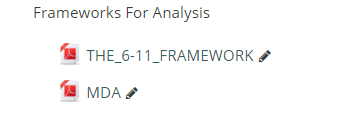 Frameworks For Analysis
THE_6-11_FRAMEWORK
MDA